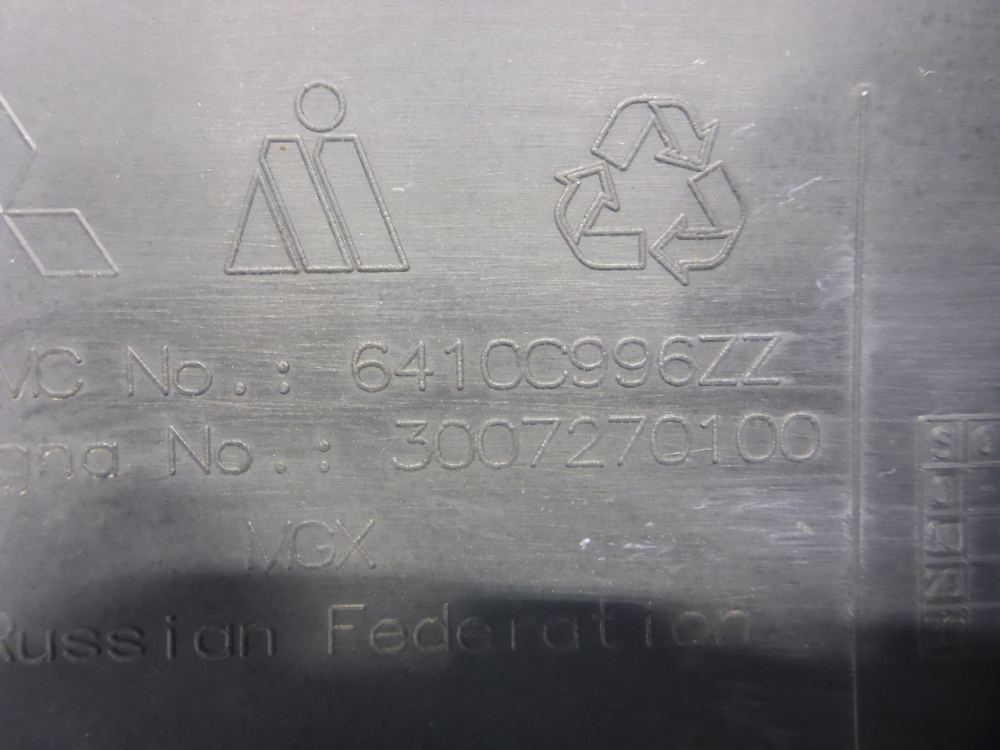 MC No.: 6410C996ZZ
gna No.: 3007270100
MGX
Russian Federation